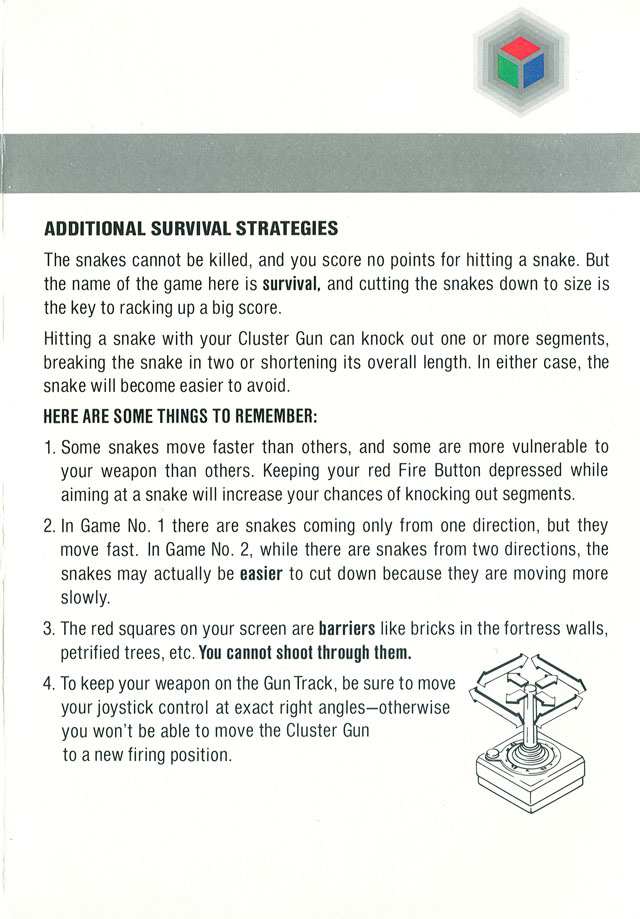 ADDITIONAL SURVIVAL STRATEGIES
The snakes cannot be killed, and you score no points for hitting a snake. But
the name of the game here is survival, and cutting the snakes down to size is
the key to racking up a big score.
Hitting a snake with your Cluster Gun can knock out one or more segments,
breaking the snake in two or shortening its overall length. In either case, the
snake will become easier to avoid.
HERE ARE SOME THINGS TO REMEMBER:
1. Some snakes move faster than others, and some are more vulnerable to
your weapon than others. Keeping your red Fire Button depressed while
aiming at a snake will increase your chances of knocking out segments.
2. In Game No. 1 there are snakes coming only from one direction, but they
move fast. In Game No. 2, while there are snakes from two directions, the
snakes may actually be easier to cut down because they are moving more
slowly.
3. The red squares on your screen are barriers like bricks in the fortress walls,
petrified trees, etc. You cannot shoot through them.
4. To keep your weapon on the Gun Track, be sure to move
your joystick control at exact right angles—otherwise
you won't be able to move the Cluster Gun
to a new firing position.